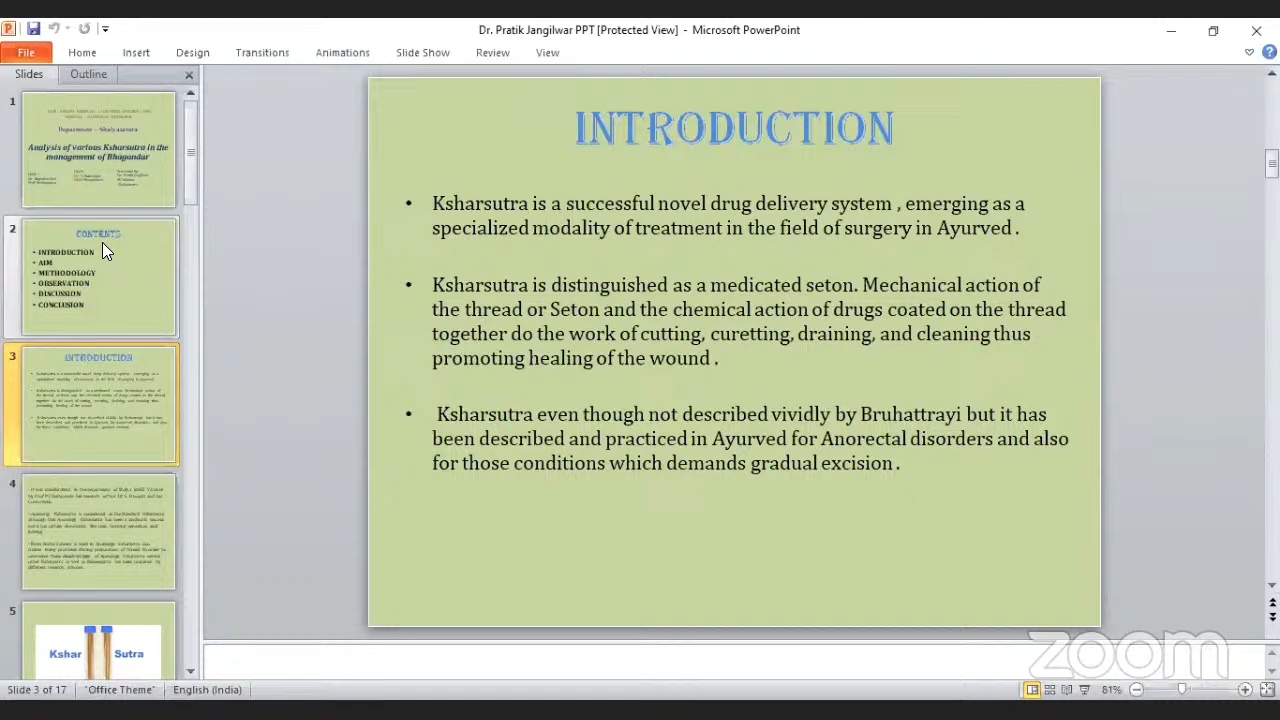 Dr. Pratik Jangilwar PPT [Protected View] - Microsoft PowerPoint
File Home Insert Design Transitions Animations Slide Show Review View
Slides Outline
1
Analysis of various Ksharsutra in the
management of Bhagandar
2
CONTENTS
• INTRODUCTION
• AIM
• METHODOLOGY
• OBSERVATION
• DISCUSSION
• CONCLUSION
3
INTRODUCTION
4
5
Kshar Sutra
INTRODUCTION
• Ksharsutra is a successful novel drug delivery system , emerging as a
specialized modality of treatment in the field of surgery in Ayurved .
• Ksharsutra is distinguished as a medicated seton. Mechanical action of
the thread or Seton and the chemical action of drugs coated on the thread
together do the work of cutting, curetting, draining, and cleaning thus
promoting healing of the wound .
• Ksharsutra even though not described vividly by Bruhattrayi but it has
been described and practiced in Ayurved for Anorectal disorders and also
for those conditions which demands gradual excision .
zoom
Slide 3 of 17 "Office Theme" English (India) 81%